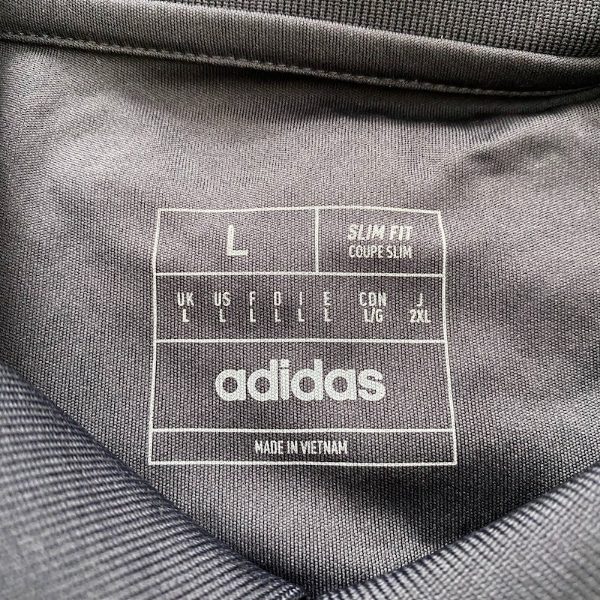 L
SLIM FIT
COUPE SLIM
UK US F D I E CDN J
L L L L L L L/G 2XL
adidas
MADE IN VIETNAM